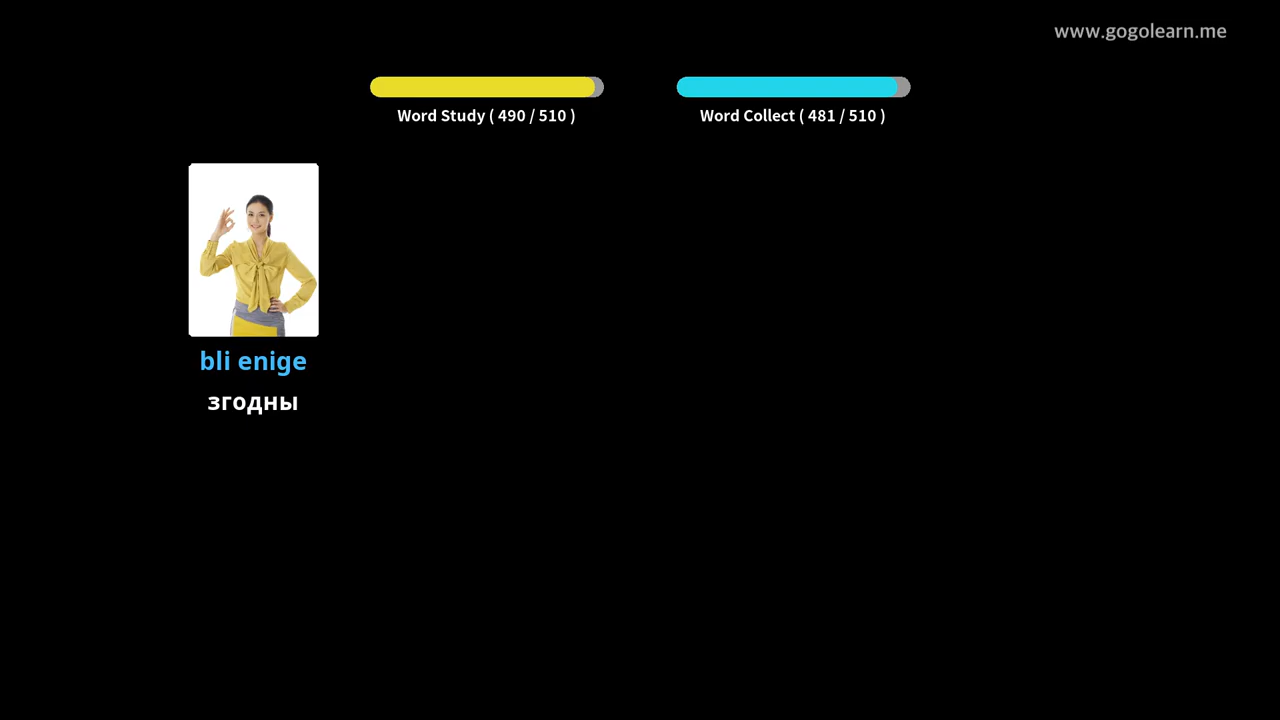 www.gogolearn.me
Word Study ( 490 / 510 )
Word Collect ( 481 / 510 )
bli enige
згодны